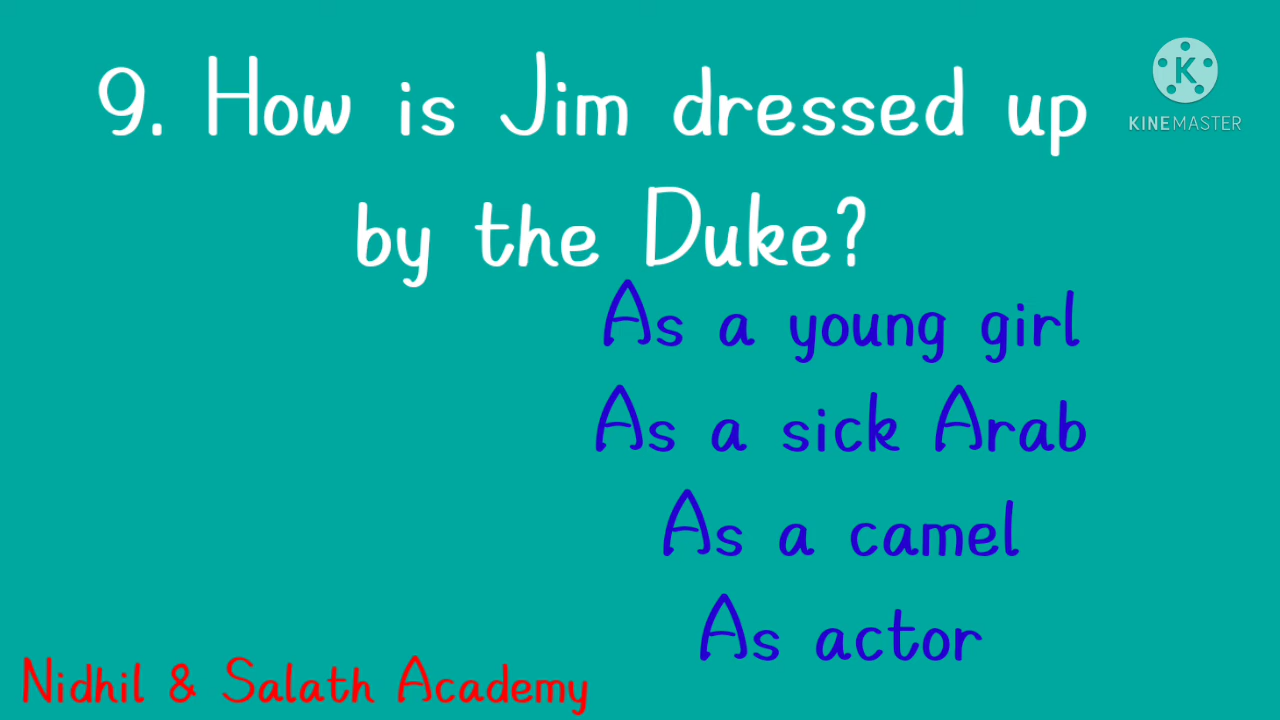 9. How is Jim dressed up
by the Duke?
KINEMASTER
As a young girl
As a sick Arab
As a camel
As actor
Nidhil & Salath Academy